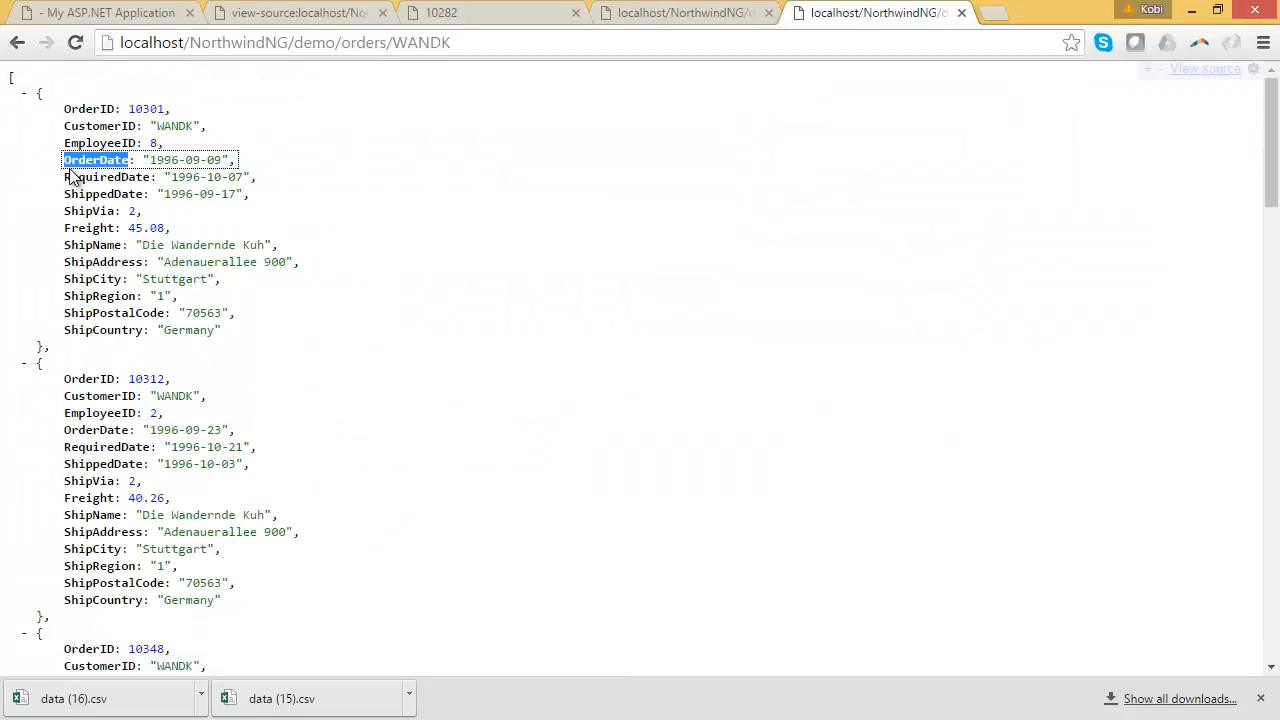 - My ASP.NET Application
view-source:localhost/No
10282
localhost/NorthwindNG/d
localhost/NorthwindNG/d
Kobi
localhost/NorthwindNG/demo/orders/WANDK
+ - View source
[
- {
OrderID: 10301,
CustomerID: "WANDK",
EmployeeID: 8,
OrderDate: "1996-09-09",
RequiredDate: "1996-10-07",
ShippedDate: "1996-09-17",
ShipVia: 2,
Freight: 45.08,
ShipName: "Die Wandernde Kuh",
ShipAddress: "Adenauerallee 900",
ShipCity: "Stuttgart",
ShipRegion: "1",
ShipPostalCode: "70563",
ShipCountry: "Germany"
},
- {
OrderID: 10312,
CustomerID: "WANDK",
EmployeeID: 2,
OrderDate: "1996-09-23",
RequiredDate: "1996-10-21",
ShippedDate: "1996-10-03",
ShipVia: 2,
Freight: 40.26,
ShipName: "Die Wandernde Kuh",
ShipAddress: "Adenauerallee 900",
ShipCity: "Stuttgart",
ShipRegion: "1",
ShipPostalCode: "70563",
ShipCountry: "Germany"
},
- {
OrderID: 10348,
CustomerID: "WANDK",
data (16).csv
data (15).csv
Show all downloads...